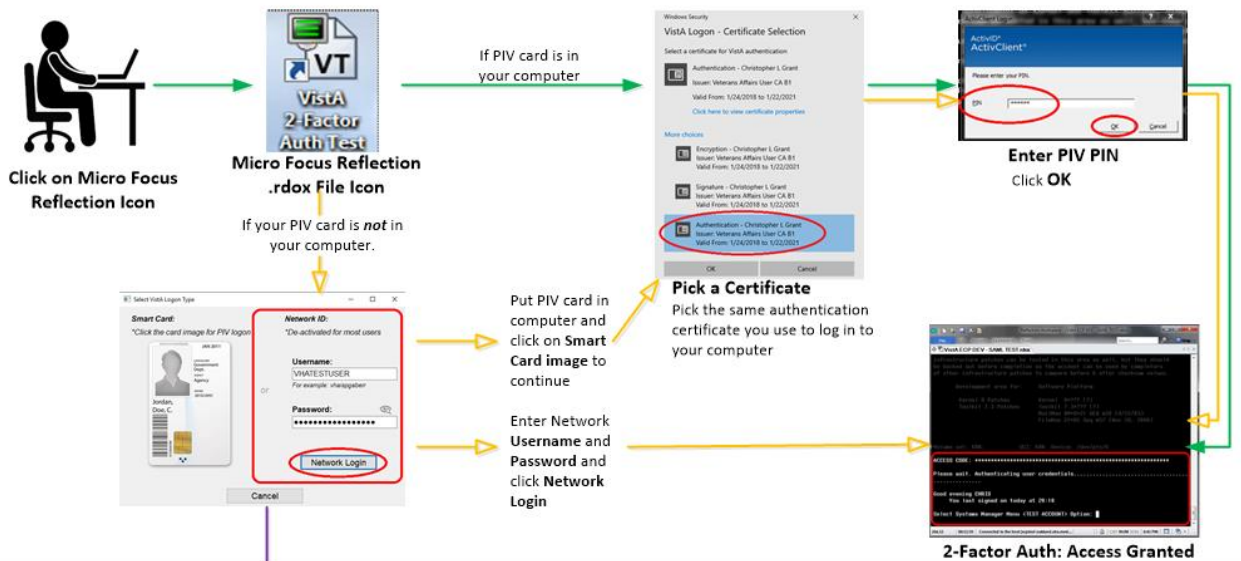 Click on Micro Focus
Reflection Icon
VT
VistA
2-Factor
Auth Test
Micro Focus Reflection
.rdox File Icon
If PIV card is in
your computer
If your PIV card is not in
your computer.
Windows Security
VistA Logon - Certificate Selection
Select a certificate for VistA authentication
Authentication - Christopher L Grant
Issuer: Veterans Affairs User CA B1
Valid From: 1/24/2018 to 1/22/2021
Click here to view certificate properties
More choices
Encryption - Christopher L Grant
Issuer: Veterans Affairs User CA B1
Valid From: 1/24/2018 to 1/22/2021
Signature - Christopher L Grant
Issuer: Veterans Affairs User CA B1
Valid From: 1/24/2018 to 1/22/2021
Authentication - Christopher L Grant
Issuer: Veterans Affairs User CA B1
Valid From: 1/24/2018 to 1/22/2021
OK Cancel
Pick a Certificate
Pick the same authentication
certificate you use to log in to
your computer
ActivClient Login
ActivID®
ActivClient®
Please enter your PIN.
PIN ******
OK Cancel
Enter PIV PIN
Click OK
Select VistA Logon Type
Smart Card:
*Click the card image for PIV logon
Jordan,
Doe, C.
or
Network ID:
*De-activated for most users
Username:
VHATESTUSER
For example: vhaispgaberr
Password:
Network Login
Cancel
Put PIV card in
computer and
click on Smart
Card image to
continue
Enter Network
Username and
Password and
click Network
Login
ACCESS CODE:
Please wait. Authenticating user credentials
Good evening CHRIS
You last signed on today at
Select Systems Manager Menu <TEST ACCOUNT> Option:
2-Factor Auth: Access Granted